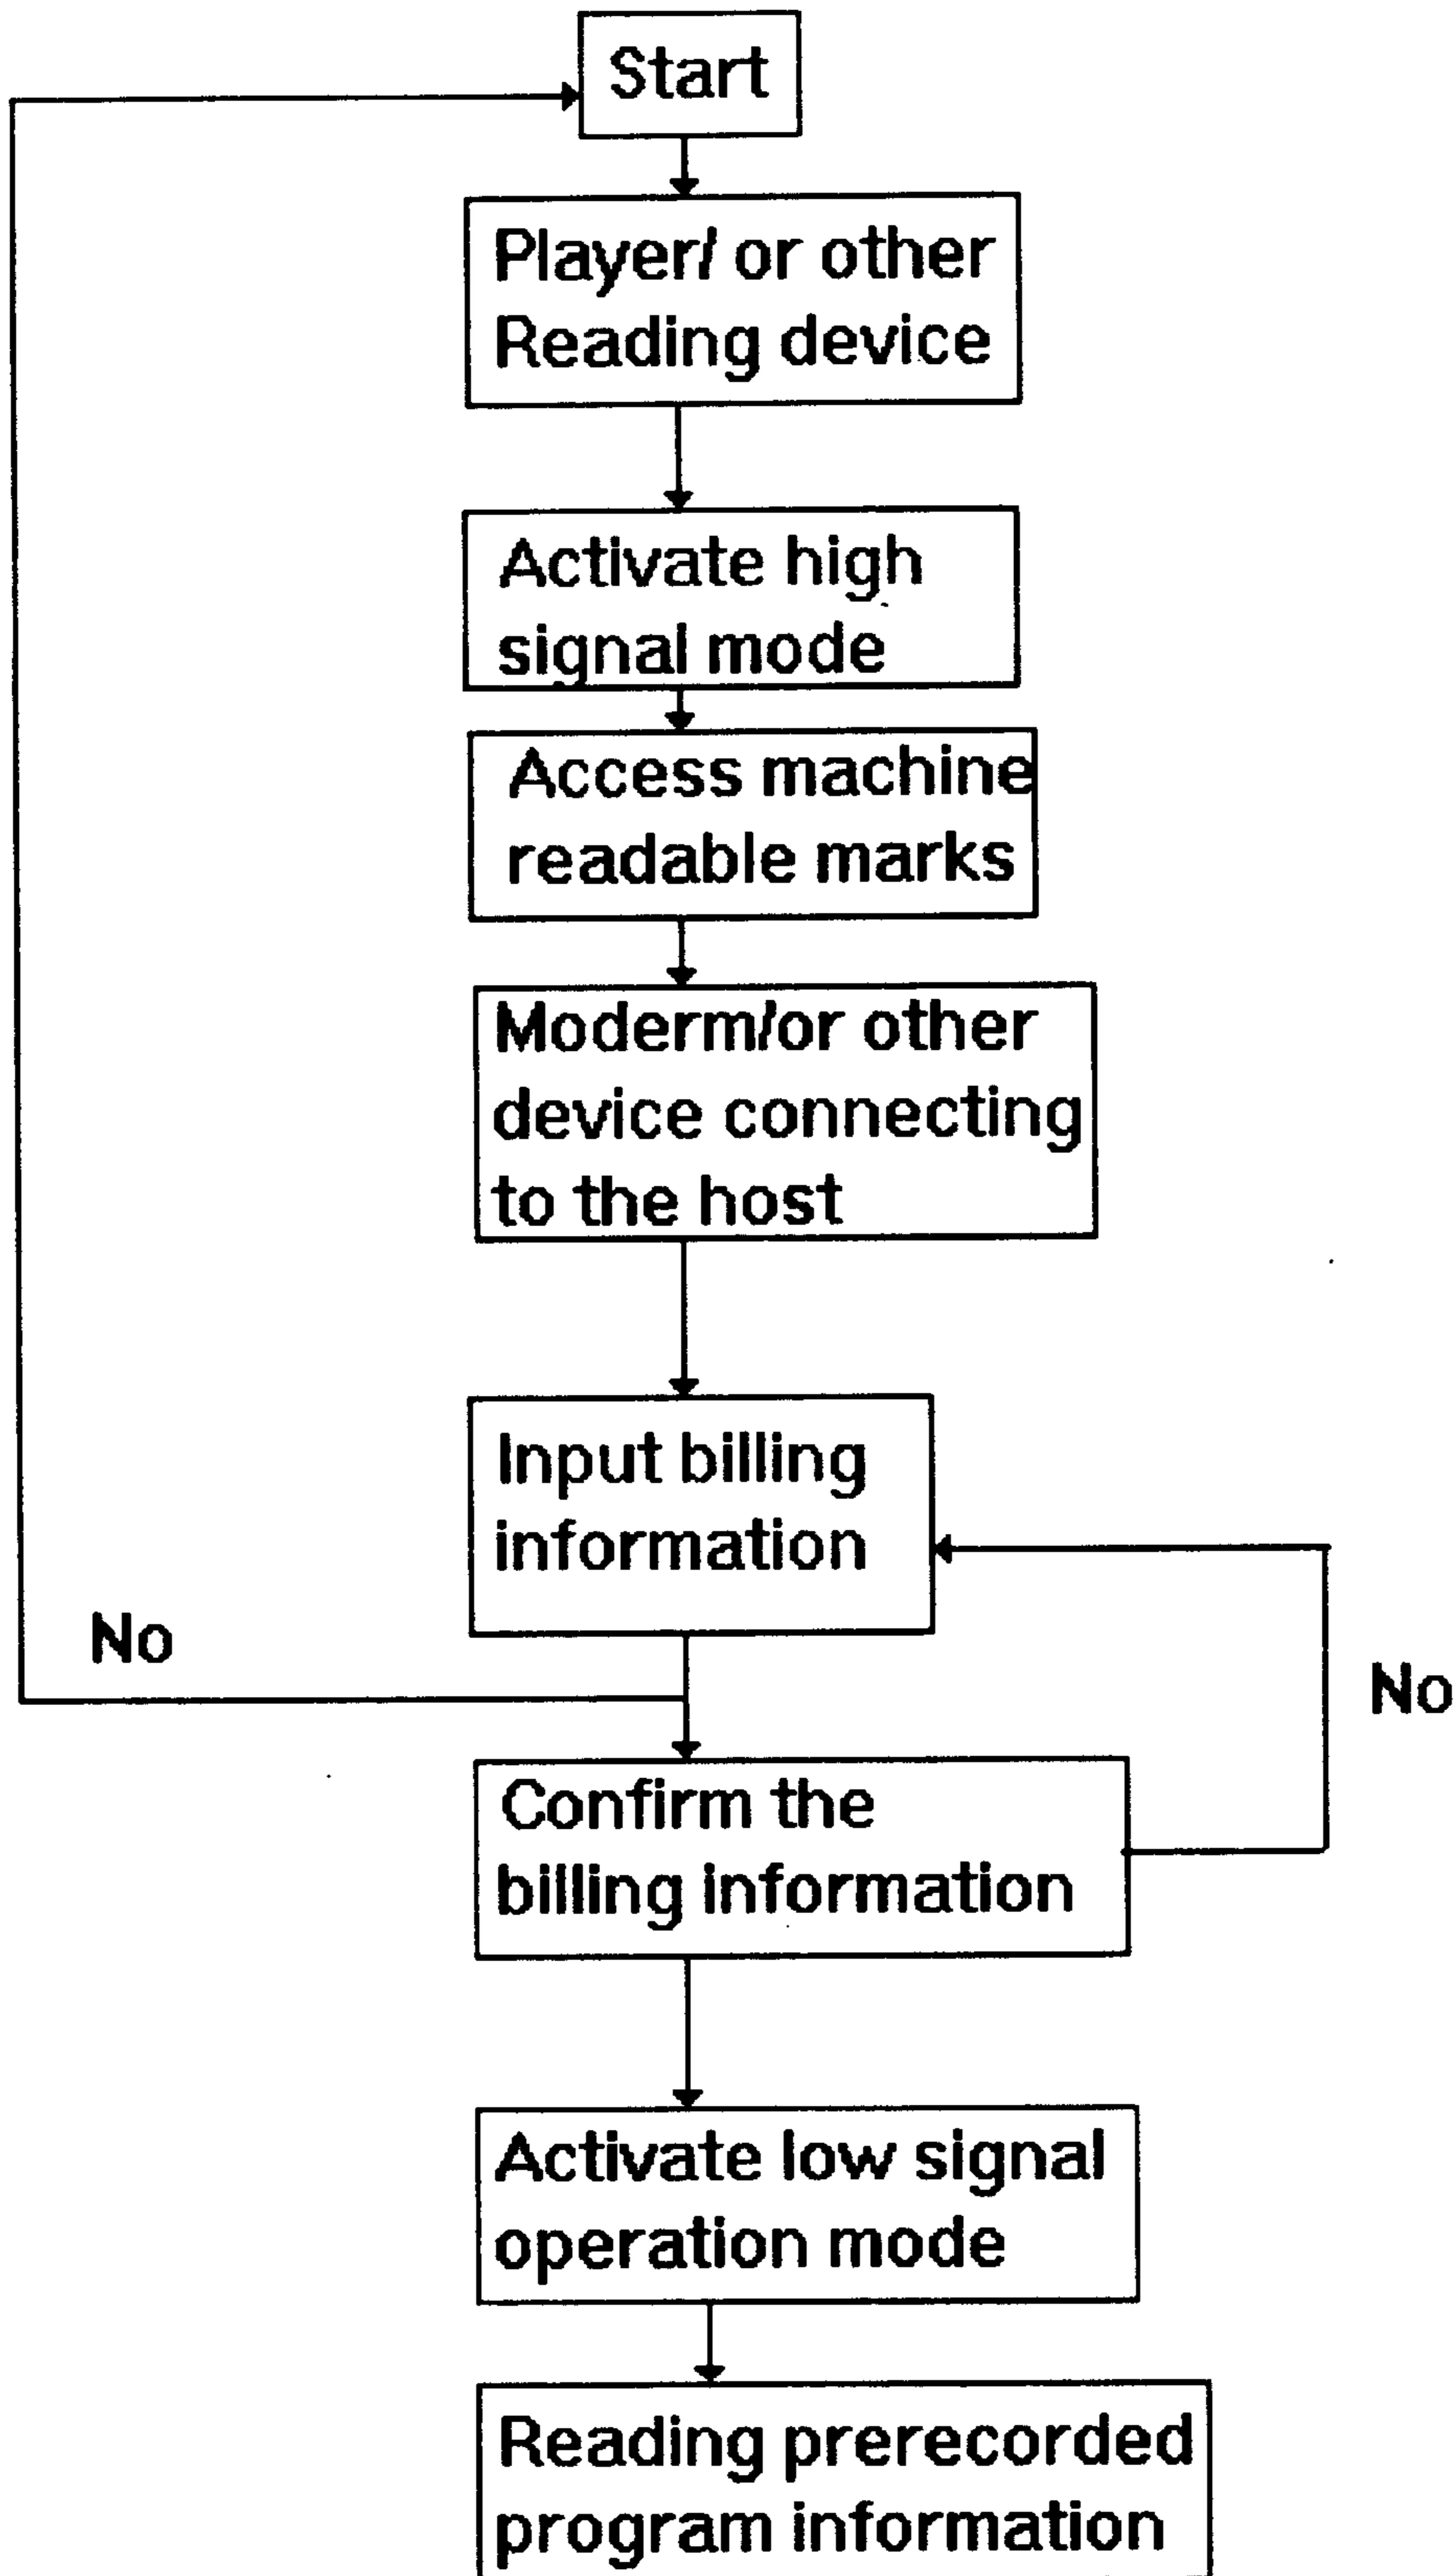 Start
Player/ or other
Reading device
Activate high
signal mode
Access machine
readable marks
Moderm/or other
device connecting
to the host
Input billing
information
No
No
Confirm the
billing information
Activate low signal
operation mode
Reading prerecorded
program information